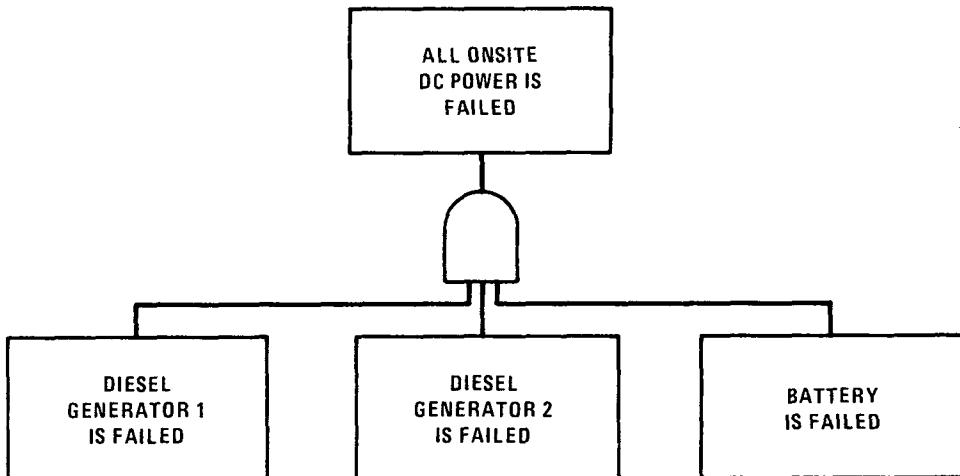 ALL ONSITE
DC POWER IS
FAILED
DIESEL
GENERATOR 1
IS FAILED
DIESEL
GENERATOR 2
IS FAILED
BATTERY
IS FAILED